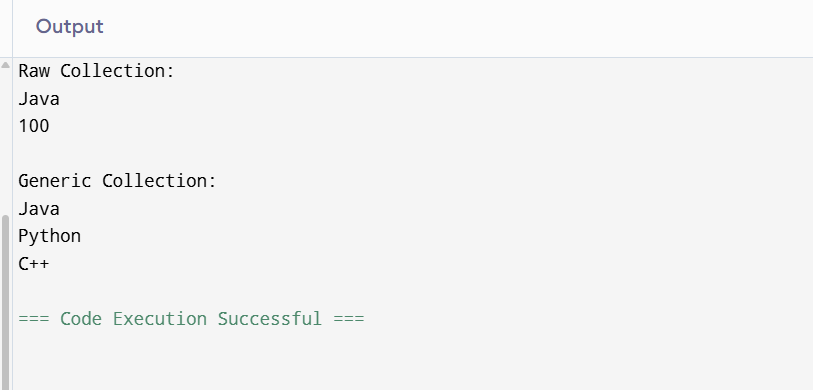 Output
Raw Collection:
Java
100
Generic Collection:
Java
Python
C++
=== Code Execution Successful ===